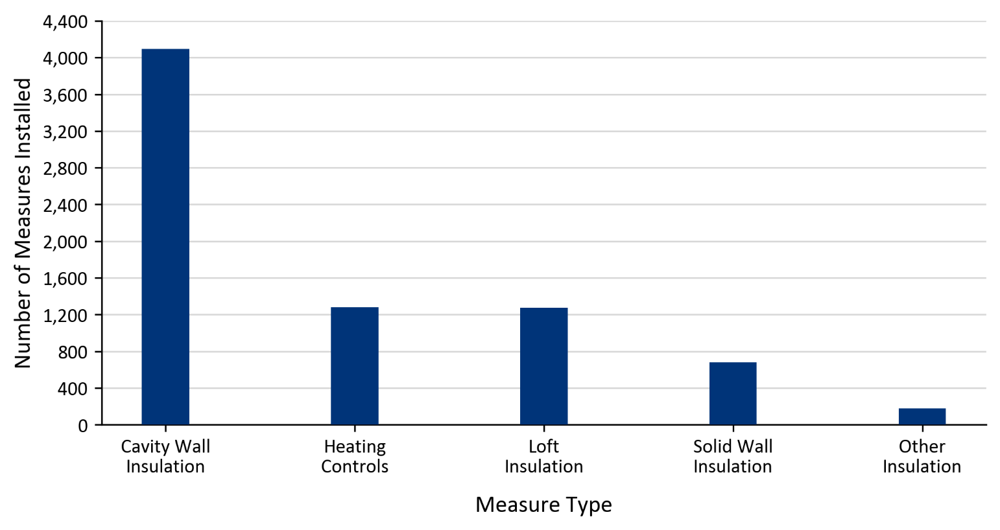 4,400
4,000
3,600
3,200
2,800
2,400
2,000
1,600
1,200
800
400
0
Number of Measures Installed
Cavity Wall
Insulation
Heating
Controls
Loft
Insulation
Solid Wall
Insulation
Other
Insulation
Measure Type